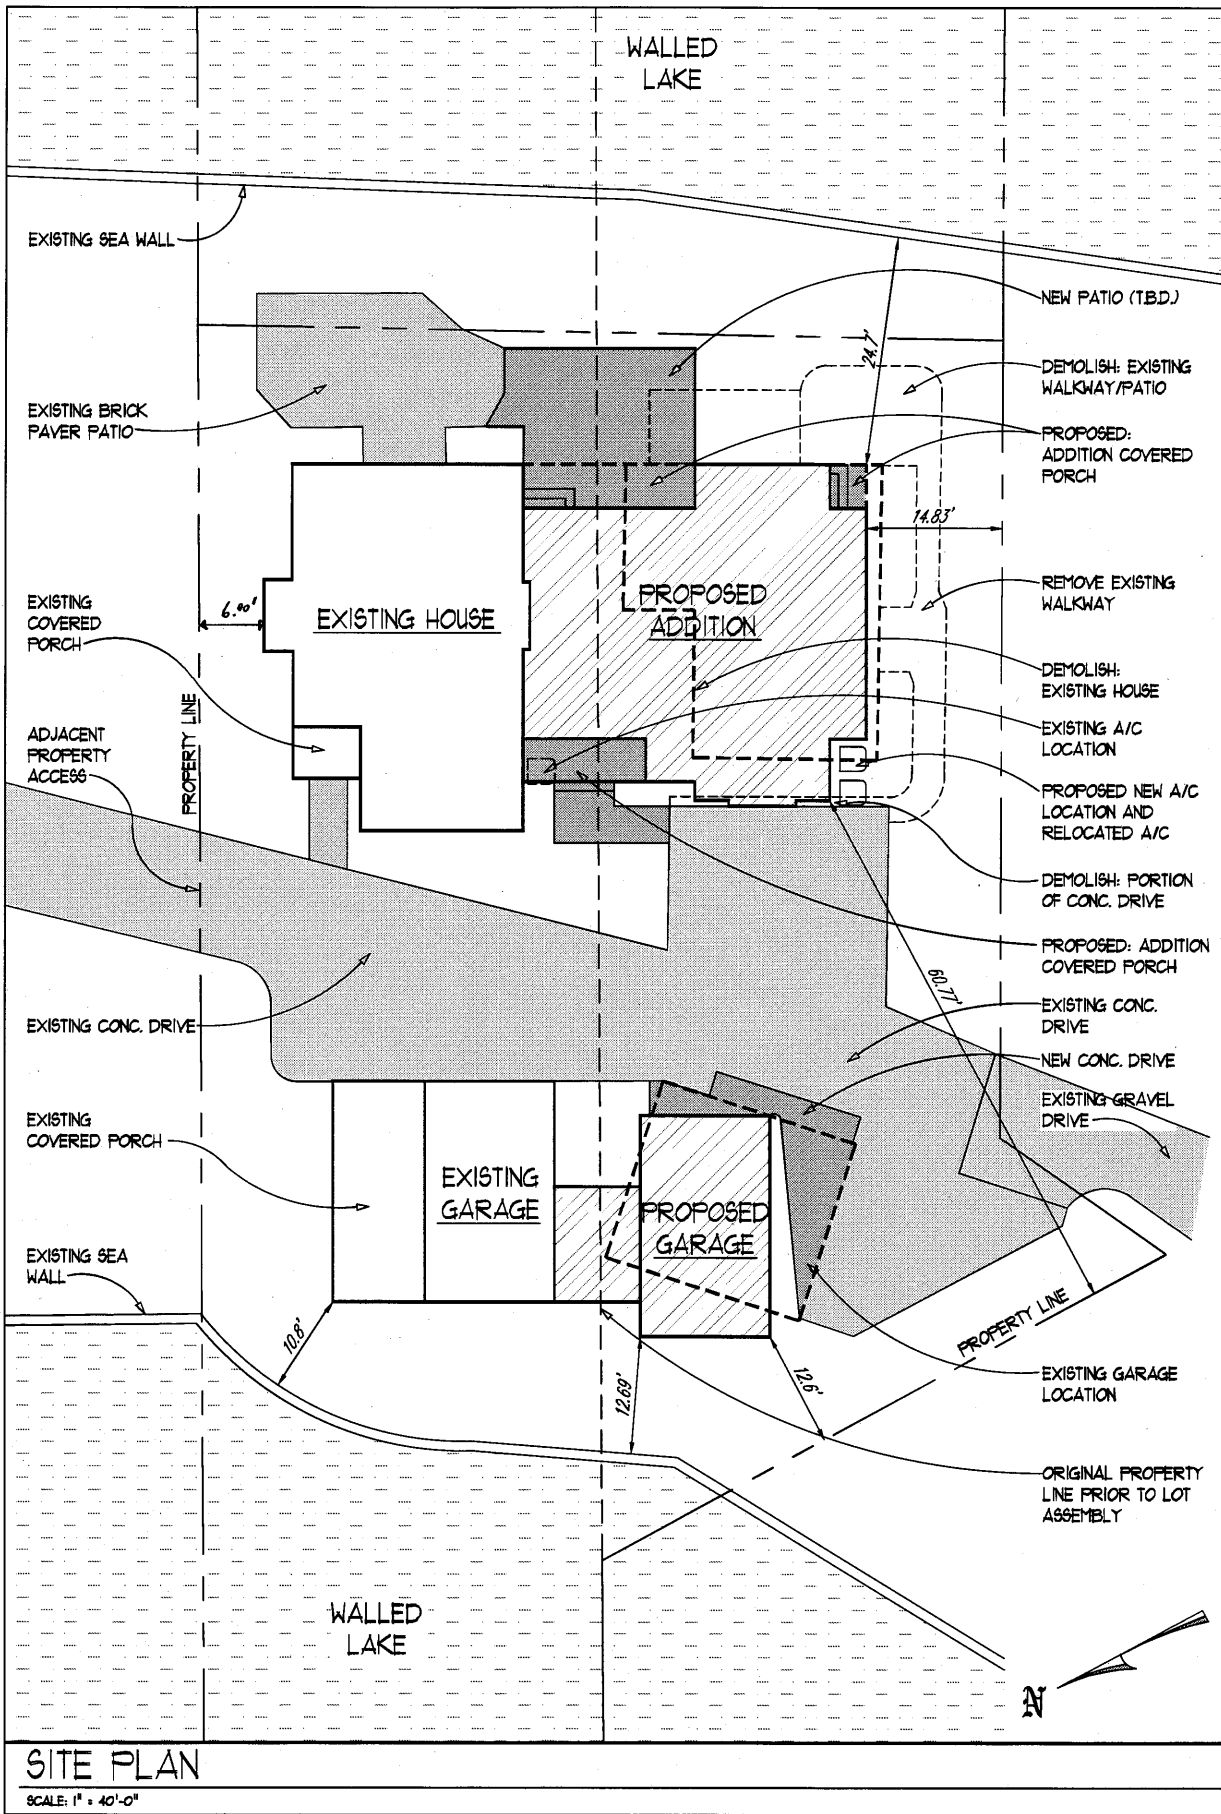 WALLED
LAKE
EXISTING SEA WALL
NEW PATIO (T.B.D.)
24.7'
DEMOLISH: EXISTING
WALKWAY/PATIO
EXISTING BRICK
PAVER PATIO
PROPOSED:
ADDITION COVERED
PORCH
14.83'
EXISTING
COVERED
PORCH
6.00'
EXISTING HOUSE
PROPOSED
ADDITION
REMOVE EXISTING
WALKWAY
DEMOLISH:
EXISTING HOUSE
ADJACENT
PROPERTY
ACCESS
PROPERTY LINE
EXISTING A/C
LOCATION
PROPOSED NEW A/C
LOCATION AND
RELOCATED A/C
DEMOLISH: PORTION
OF CONC. DRIVE
PROPOSED: ADDITION
COVERED PORCH
60.77'
EXISTING CONC. DRIVE
EXISTING CONC.
DRIVE
NEW CONC. DRIVE
EXISTING GRAVEL
DRIVE
EXISTING
COVERED PORCH
EXISTING
GARAGE
PROPOSED
GARAGE
EXISTING SEA
WALL
10.8'
12.69'
12.6'
PROPERTY LINE
EXISTING GARAGE
LOCATION
ORIGINAL PROPERTY
LINE PRIOR TO LOT
ASSEMBLY
WALLED
LAKE
N
SITE PLAN
SCALE: 1" = 40'-0"